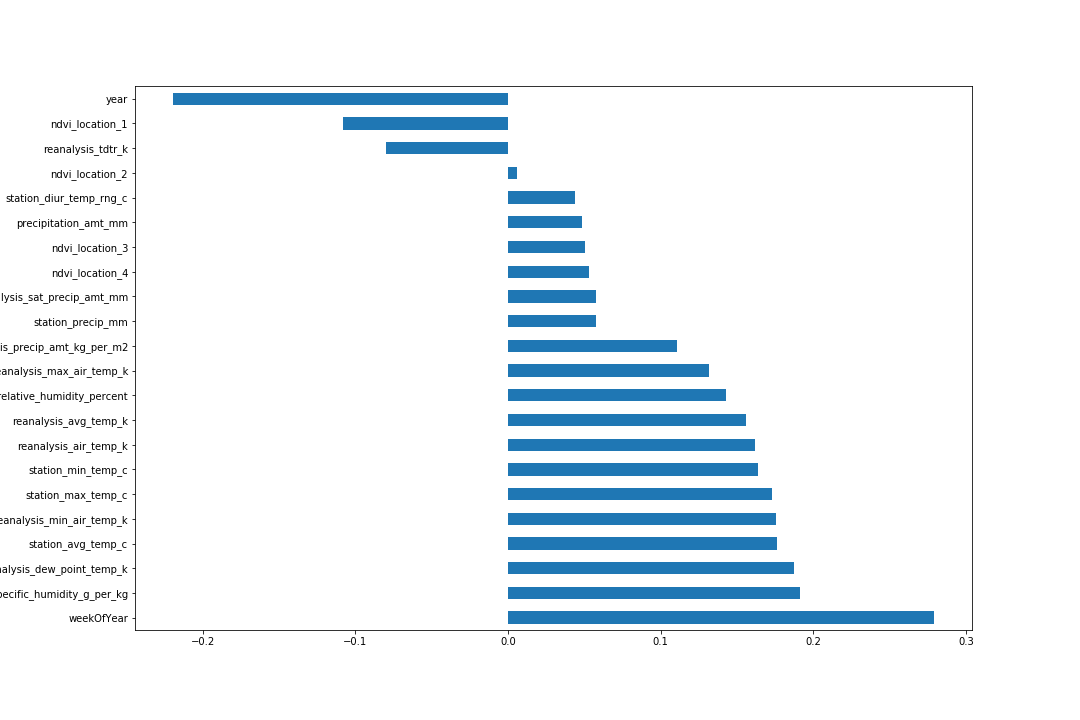 year
ndvi_location_1
reanalysis_tdtr_k
ndvi_location_2
station_diur_temp_rng_c
precipitation_amt_mm
ndvi_location_3
ndvi_location_4
lysis_sat_precip_amt_mm
station_precip_mm
is_precip_amt_kg_per_m2
eanalysis_max_air_temp_k
relative_humidity_percent
reanalysis_avg_temp_k
reanalysis_air_temp_k
station_min_temp_c
station_max_temp_c
eanalysis_min_air_temp_k
station_avg_temp_c
alysis_dew_point_temp_k
pecific_humidity_g_per_kg
weekOfYear
−0.2 −0.1 0.0 0.1 0.2 0.3